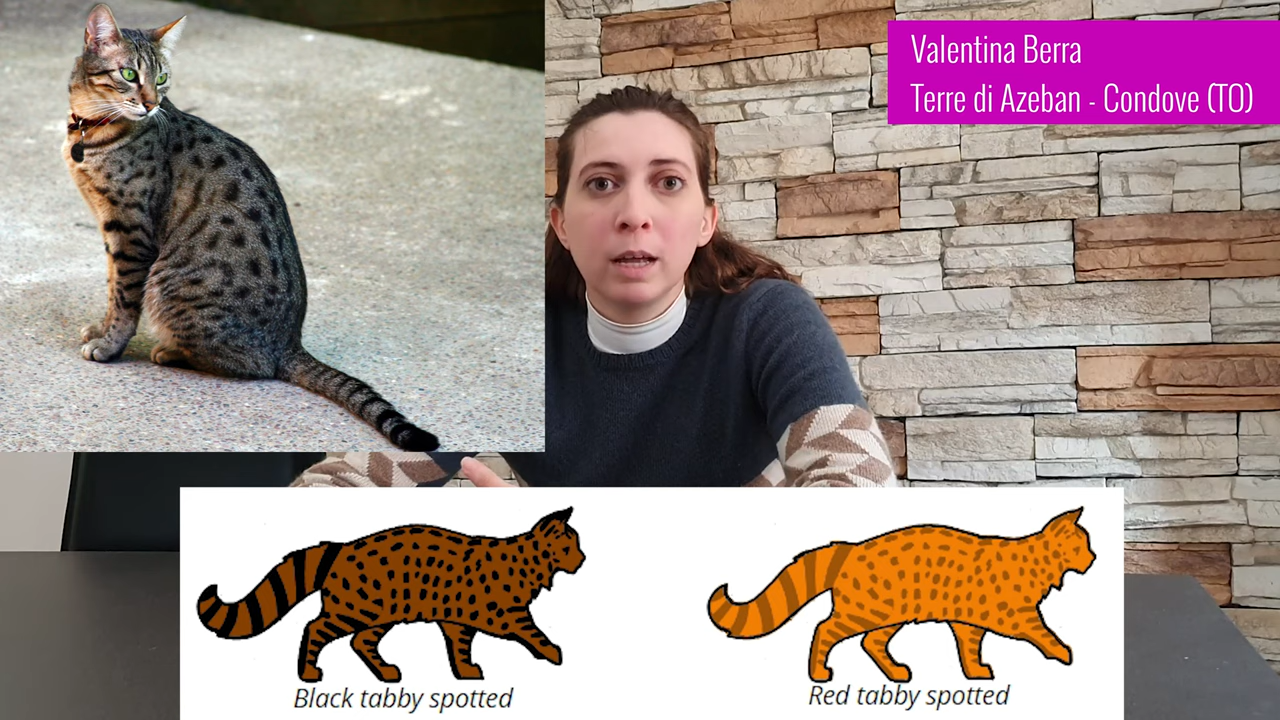 Valentina Berra
Terre di Azeban - Condove (TO)
Black tabby spotted
Red tabby spotted